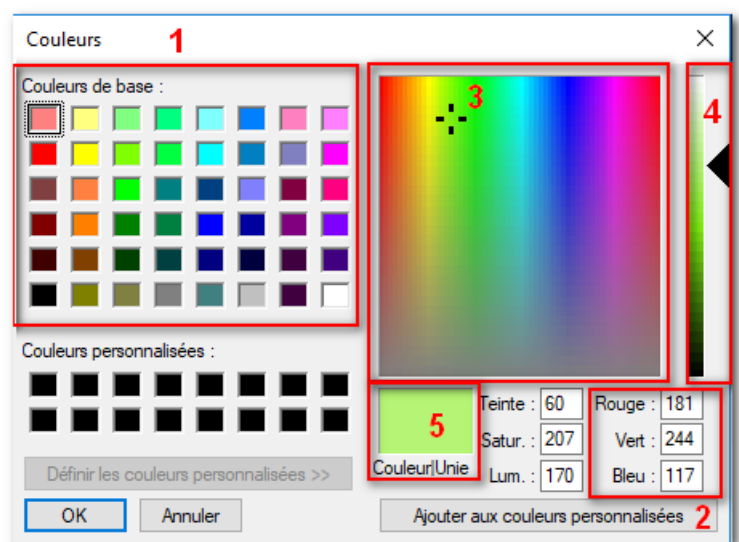 Couleurs 1
Couleurs de base :
3
4
Couleurs personnalisées :
Définir les couleurs personnalisées >>
OK Annuler
5
Couleur|Unie
Teinte : 60 Rouge : 181
Satur. : 207 Vert : 244
Lum. : 170 Bleu : 117
Ajouter aux couleurs personnalisées 2